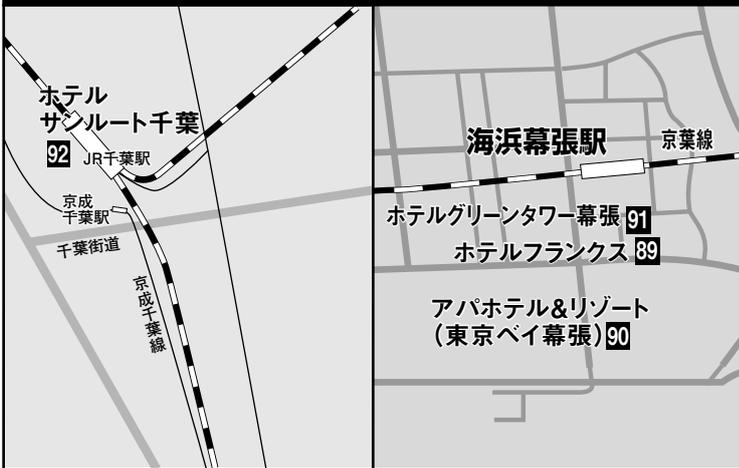 ホテル
サンルート千葉
92
JR千葉駅
京成
千葉駅
千葉街道
京成千葉線
海浜幕張駅
京葉線
ホテルグリーンタワー幕張 91
ホテルフランクス 89
アパホテル&リゾート
(東京ベイ幕張) 90